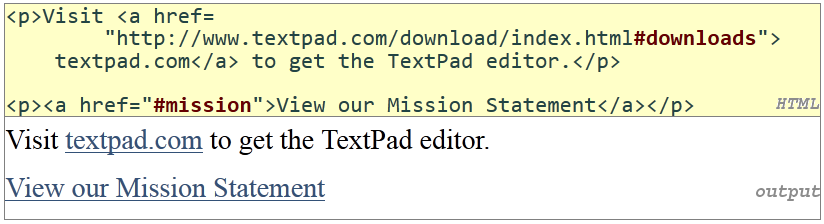 <p>Visit <a href=
"http://www.textpad.com/download/index.html#downloads">
textpad.com</a> to get the TextPad editor.</p>
<p><a href="#mission">View our Mission Statement</a></p>
HTML
Visit textpad.com to get the TextPad editor.
View our Mission Statement
output